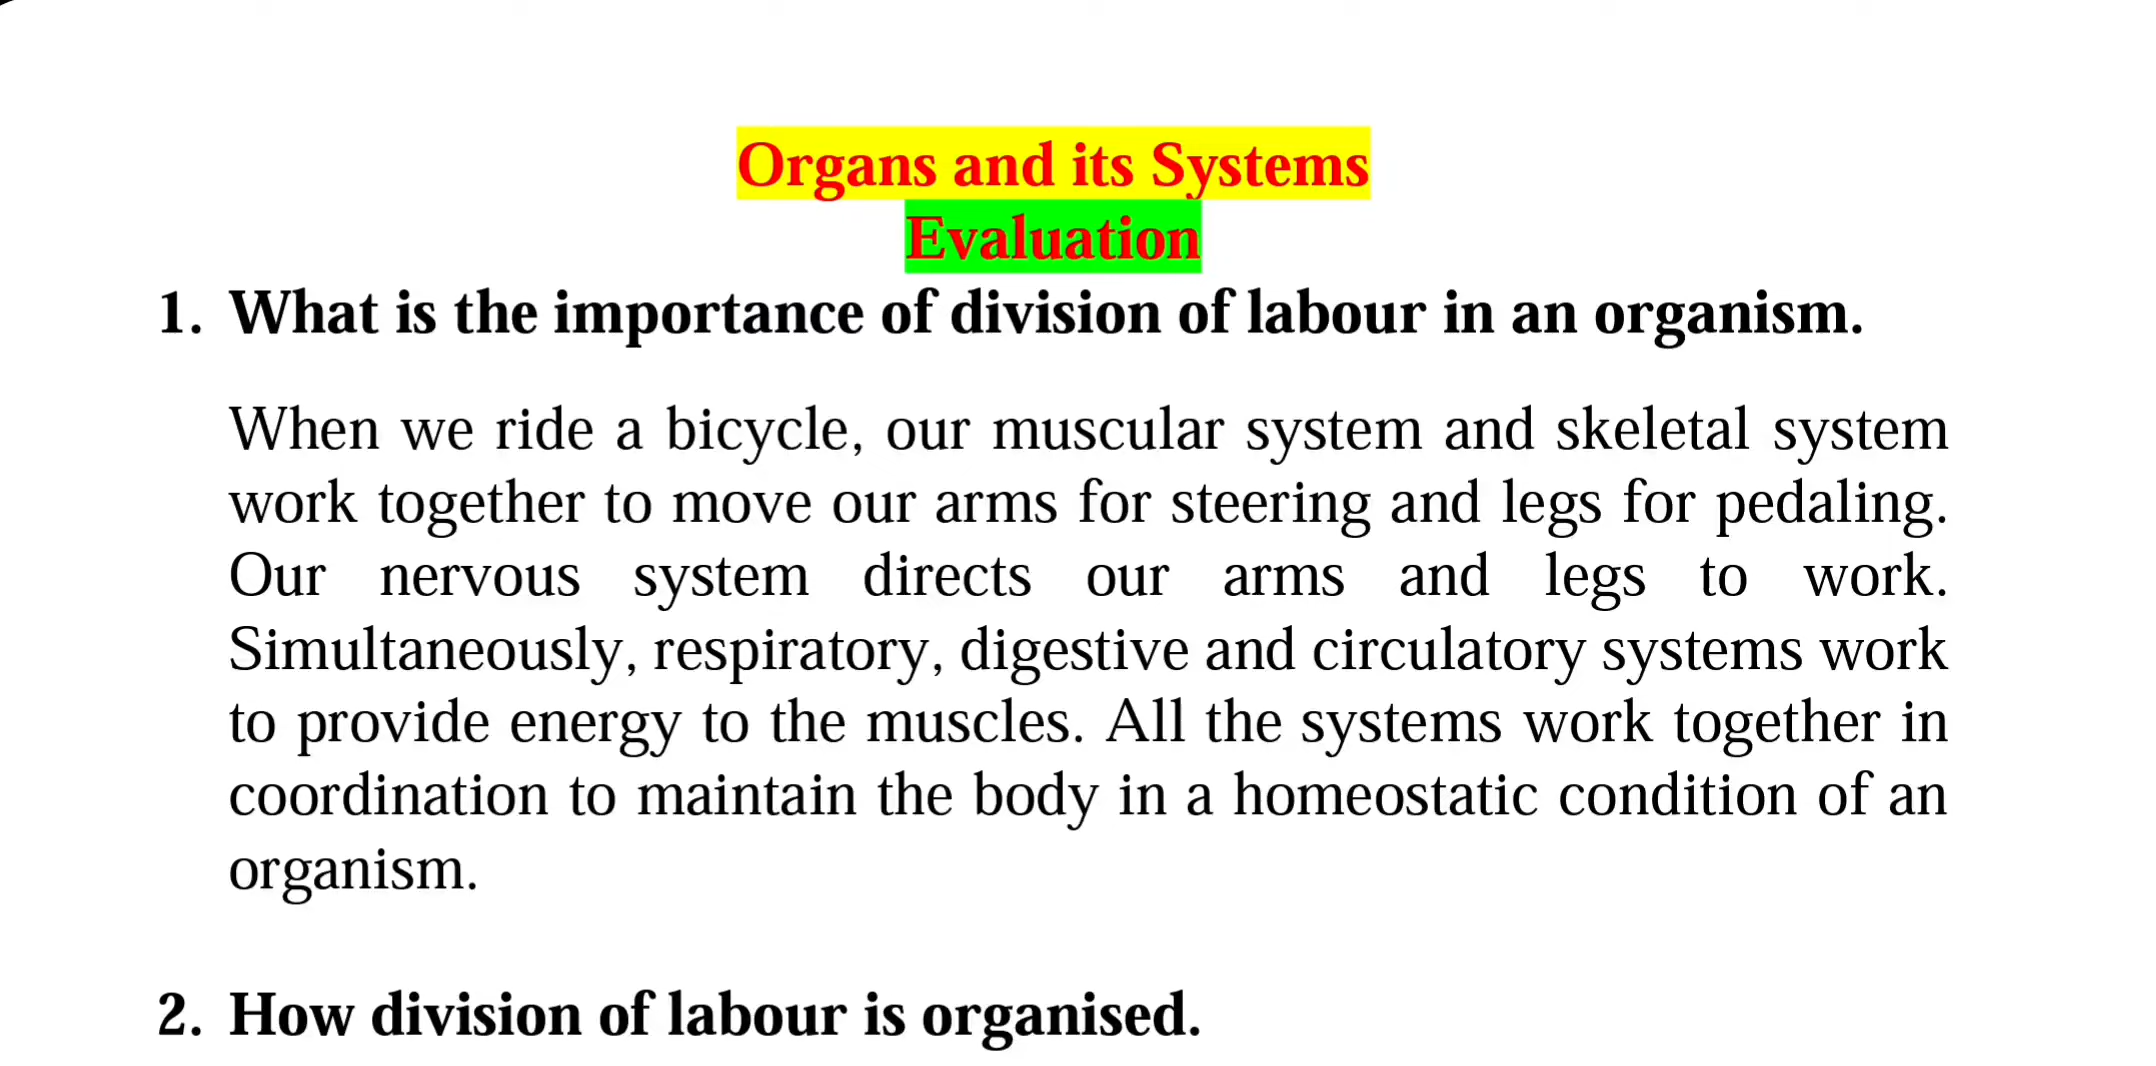 Organs and its Systems
Evaluation
1. What is the importance of division of labour in an organism.
When we ride a bicycle, our muscular system and skeletal system
work together to move our arms for steering and legs for pedaling.
Our nervous system directs our arms and legs to work.
Simultaneously, respiratory, digestive and circulatory systems work
to provide energy to the muscles. All the systems work together in
coordination to maintain the body in a homeostatic condition of an
organism.
2. How division of labour is organised.